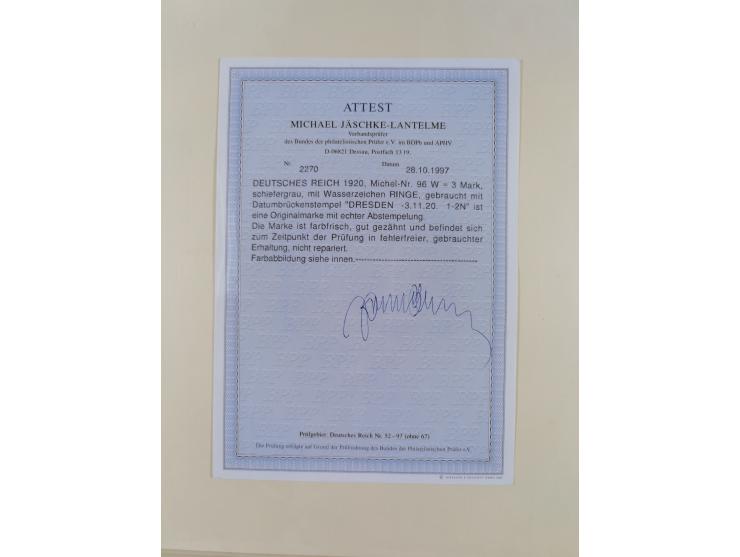 ATTEST
MICHAEL JÄSCHKE-LANTELME
Verbandsprüfer
des Bundes der philatelistischen Prüfer e.V. im BDPh und APHV
D-06821 Dessau, Postfach 13 19.
Nr. 2270 Datum 28.10.1997
DEUTSCHES REICH 1920, Michel-Nr. 96 W = 3 Mark,
schiefergrau, mit Wasserzeichen RINGE, gebraucht mit
Datumbrückenstempel "DRESDEN -3.11.20. 1-2N" ist
eine Originalmarke mit echter Abstempelung.
Die Marke ist farbfrisch, gut gezähnt und befindet sich
zum Zeitpunkt der Prüfung in fehlerfreier, gebrauchter
Erhaltung, nicht repariert.
Farbabbildung siehe innen.----------------------------------------------
Prüfgebiet: Deutsches Reich Nr. 52 - 97 (ohne 67)
Die Prüfung erfolgte auf Grund der Prüfordnung des Bundes der Philatelistischen Prüfer e.V.